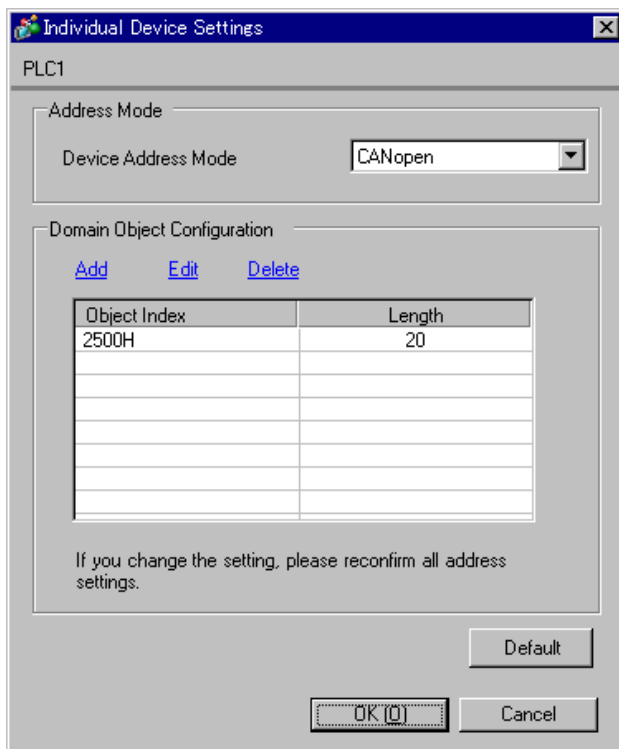 Individual Device Settings
PLC1
Address Mode
Device Address Mode CANopen
Domain Object Configuration
Add Edit Delete
Object Index Length
2500H 20
If you change the setting, please reconfirm all address
settings.
Default
OK (O) Cancel